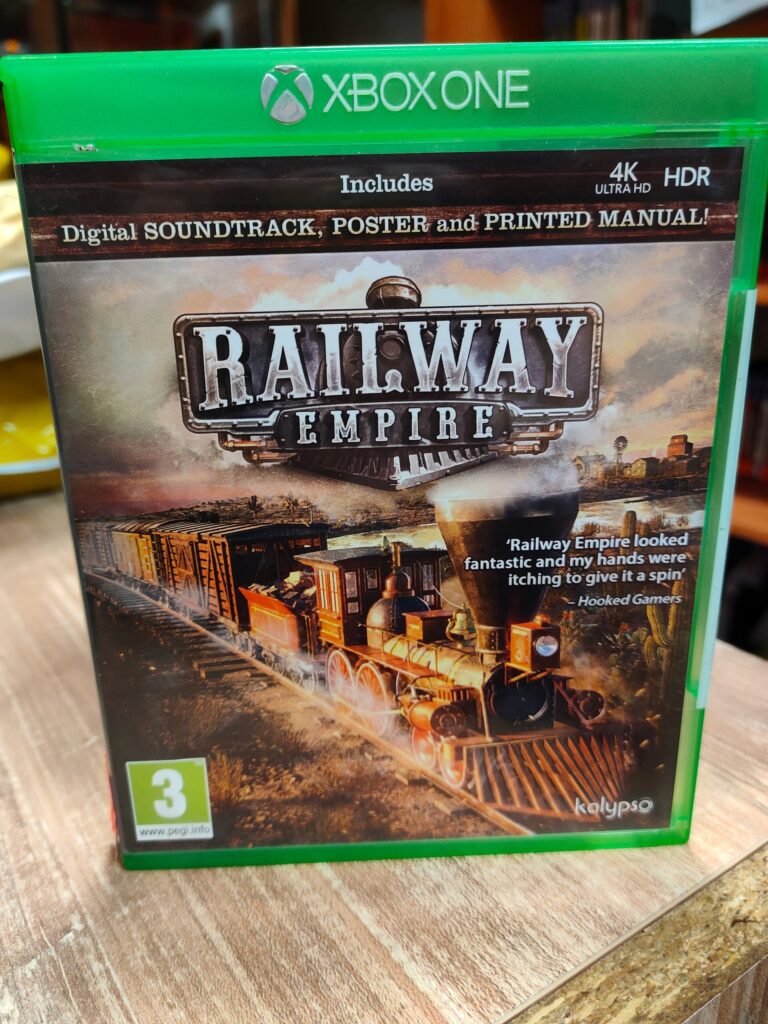 XBOX ONE
Includes
4K
ULTRA HD
HDR
Digital SOUNDTRACK, POSTER and PRINTED MANUAL!
RAILWAY
EMPIRE
'Railway Empire looked
fantastic and my hands were
itching to give it a spin'
– Hooked Gamers
3
www.pegi.info
kalypso